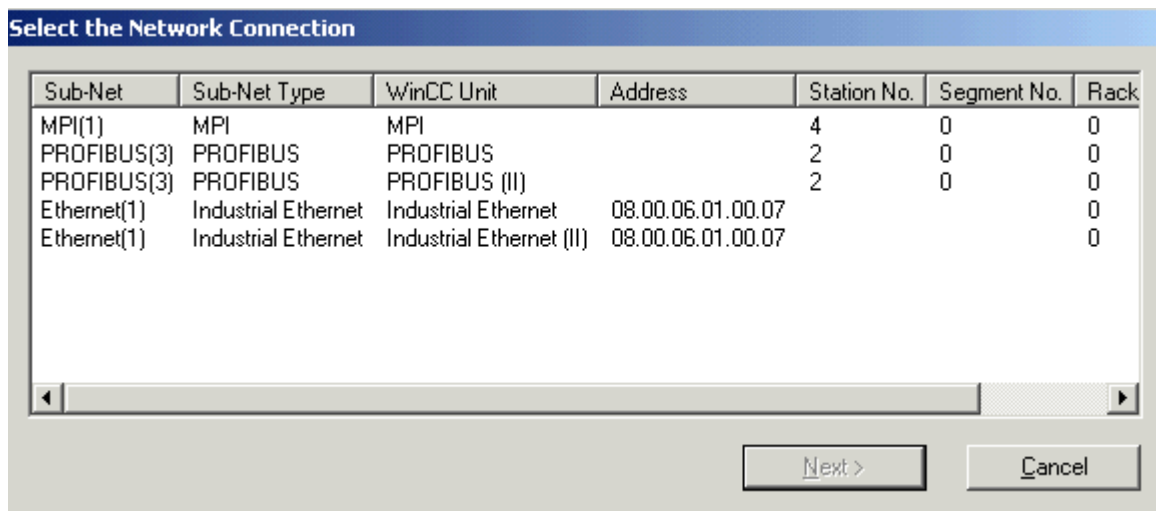 Select the Network Connection
Sub-Net Sub-Net Type WinCC Unit Address Station No. Segment No. Rack
MPI(1) MPI MPI 4 0 0
PROFIBUS(3) PROFIBUS PROFIBUS 2 0 0
PROFIBUS(3) PROFIBUS PROFIBUS (II) 2 0 0
Ethernet(1) Industrial Ethernet Industrial Ethernet 08.00.06.01.00.07 0
Ethernet(1) Industrial Ethernet Industrial Ethernet (II) 08.00.06.01.00.07 0
Next > Cancel